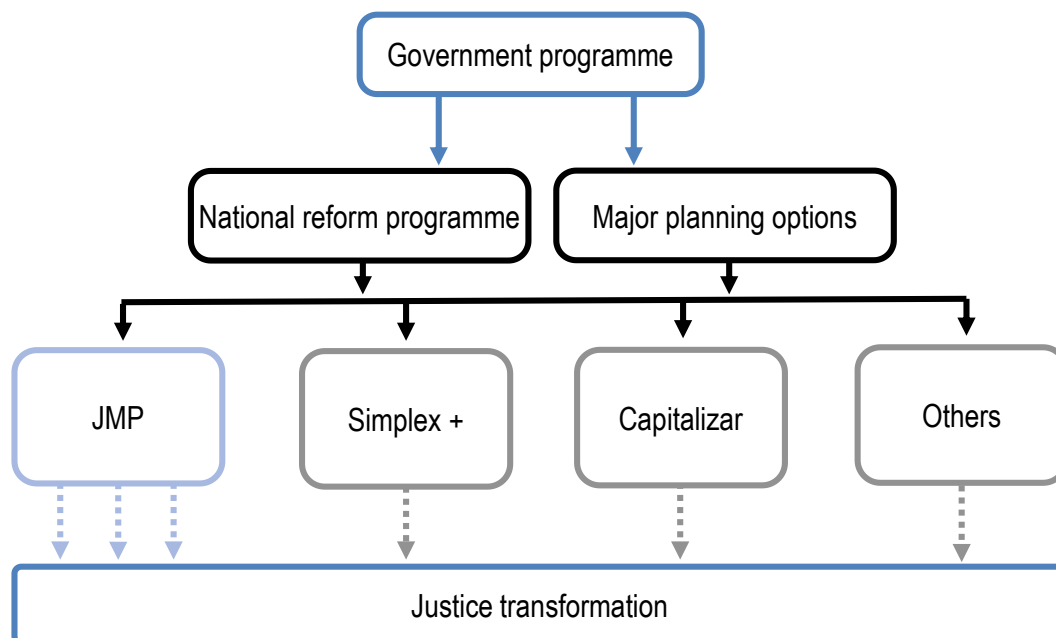 Government programme
National reform programme
Major planning options
JMP
Simplex +
Capitalizar
Others
Justice transformation